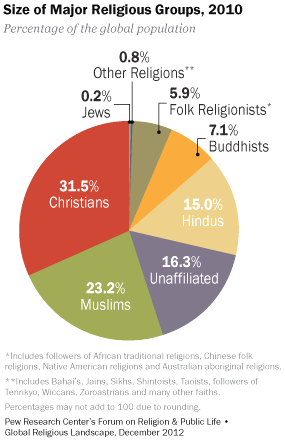 Size of Major Religious Groups, 2010
Percentage of the global population
0.8%
Other Religions**
0.2%
Jews
5.9%
Folk Religionists*
7.1%
Buddhists
31.5%
Christians
15.0%
Hindus
16.3%
Unaffiliated
23.2%
Muslims
*Includes followers of African traditional religions, Chinese folk
religions, Native American religions and Australian aboriginal religions.
**Includes Bahai's, Jains, Sikhs, Shintoists, Taoists, followers of
Tenrikyo, Wiccans, Zoroastrians and many other faiths.
Percentages may not add to 100 due to rounding.
Pew Research Center's Forum on Religion & Public Life •
Global Religious Landscape, December 2012